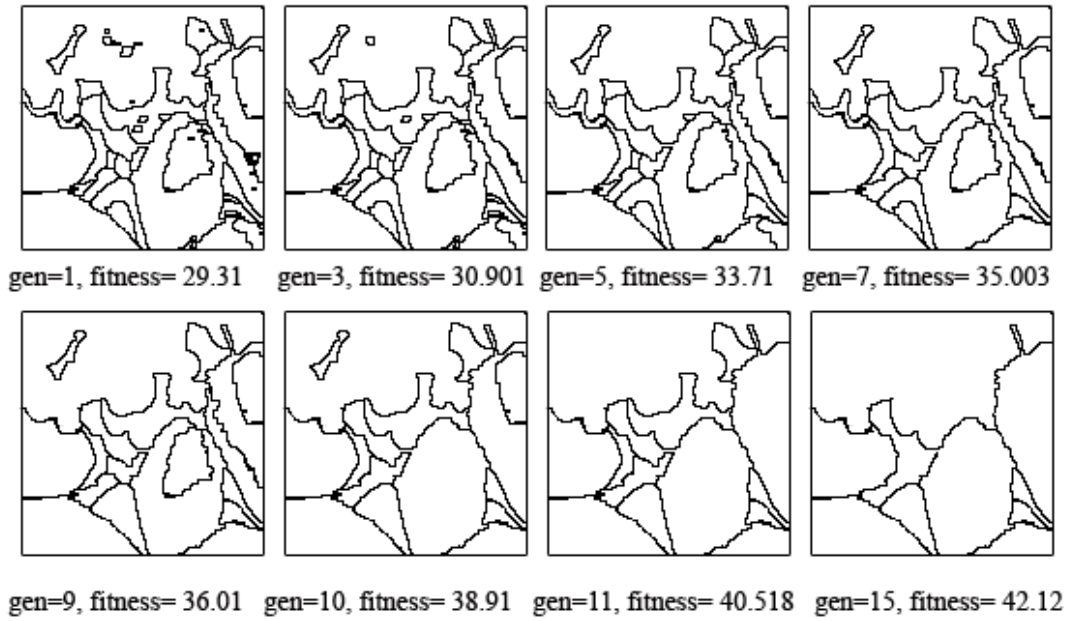 gen=1, fitness= 29.31
gen=3, fitness= 30.901
gen=5, fitness= 33.71
gen=7, fitness= 35.003
gen=9, fitness= 36.01
gen=10, fitness= 38.91
gen=11, fitness= 40.518
gen=15, fitness= 42.12